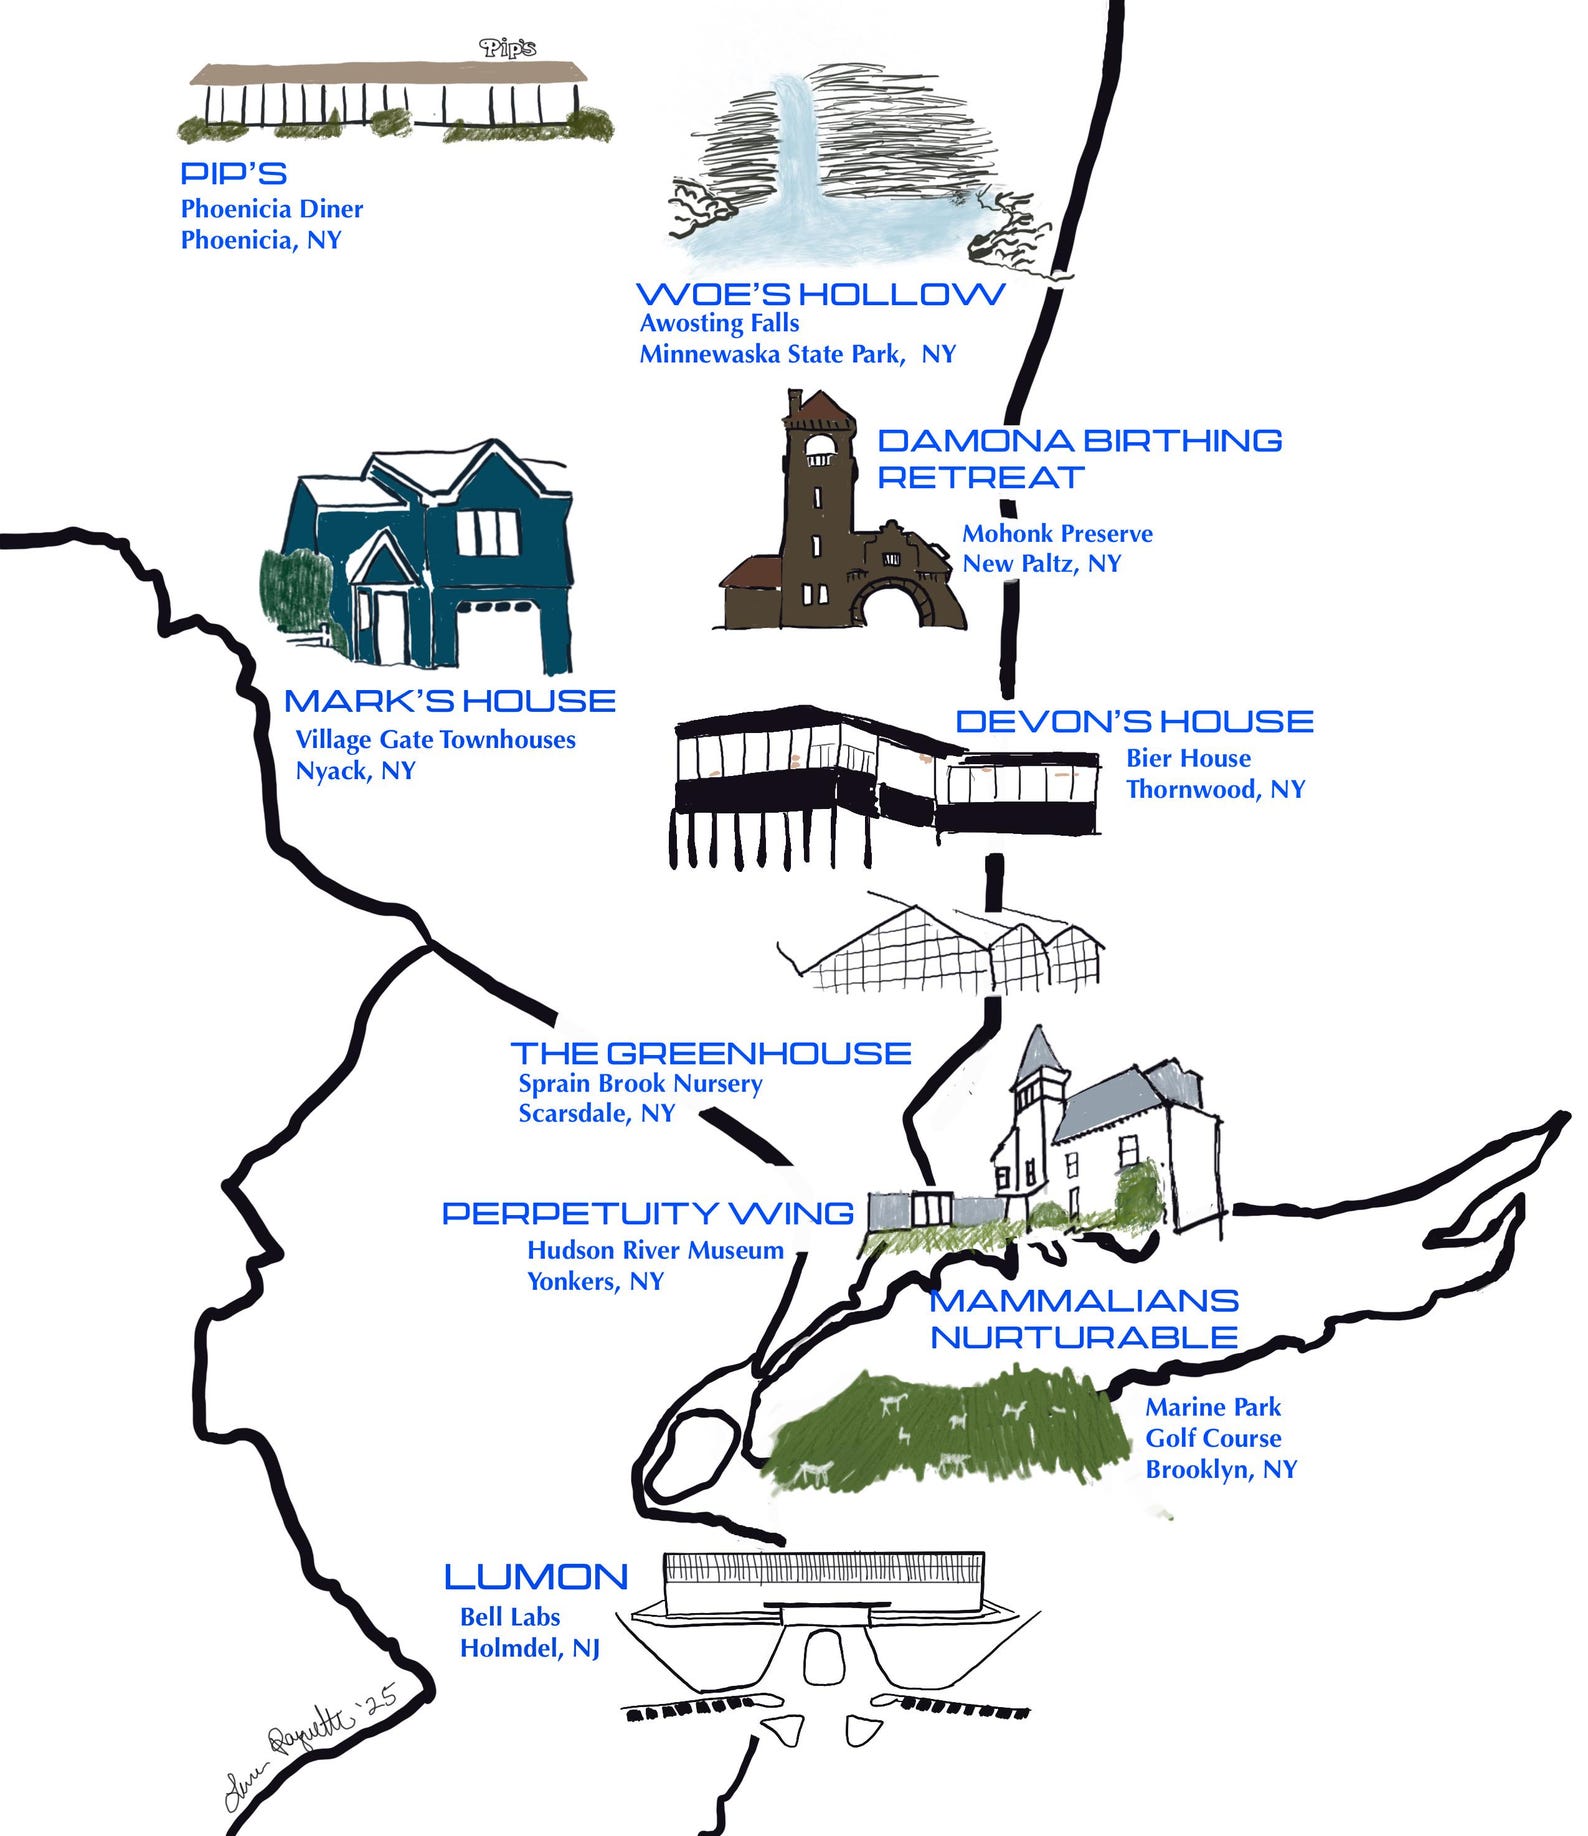 Pip's
PIP'S
Phoenicia Diner
Phoenicia, NY
WOE'S HOLLOW
Awosting Falls
Minnewaska State Park, NY
DAMONA BIRTHING
RETREAT
Mohonk Preserve
New Paltz, NY
MARK'S HOUSE
Village Gate Townhouses
Nyack, NY
DEVON'S HOUSE
Bier House
Thornwood, NY
THE GREENHOUSE
Sprain Brook Nursery
Scarsdale, NY
PERPETUITY WING
Hudson River Museum
Yonkers, NY
MAMMALIANS
NURTURABLE
Marine Park
Golf Course
Brooklyn, NY
LUMON
Bell Labs
Holmdel, NJ
'25